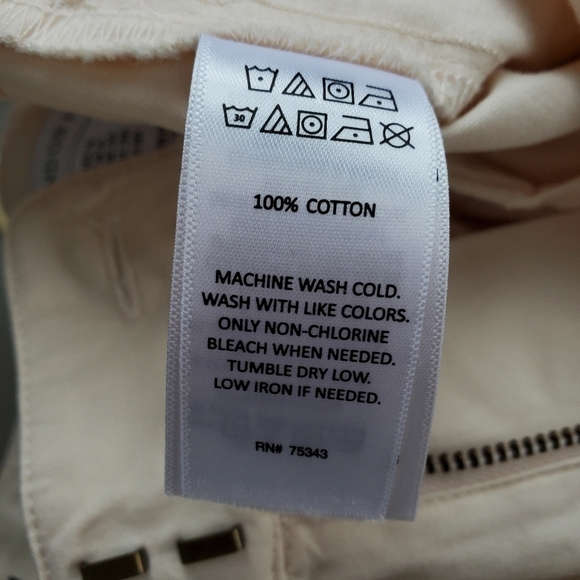 30
100% COTTON
MACHINE WASH COLD.
WASH WITH LIKE COLORS.
ONLY NON-CHLORINE
BLEACH WHEN NEEDED.
TUMBLE DRY LOW.
LOW IRON IF NEEDED.
RN# 75343